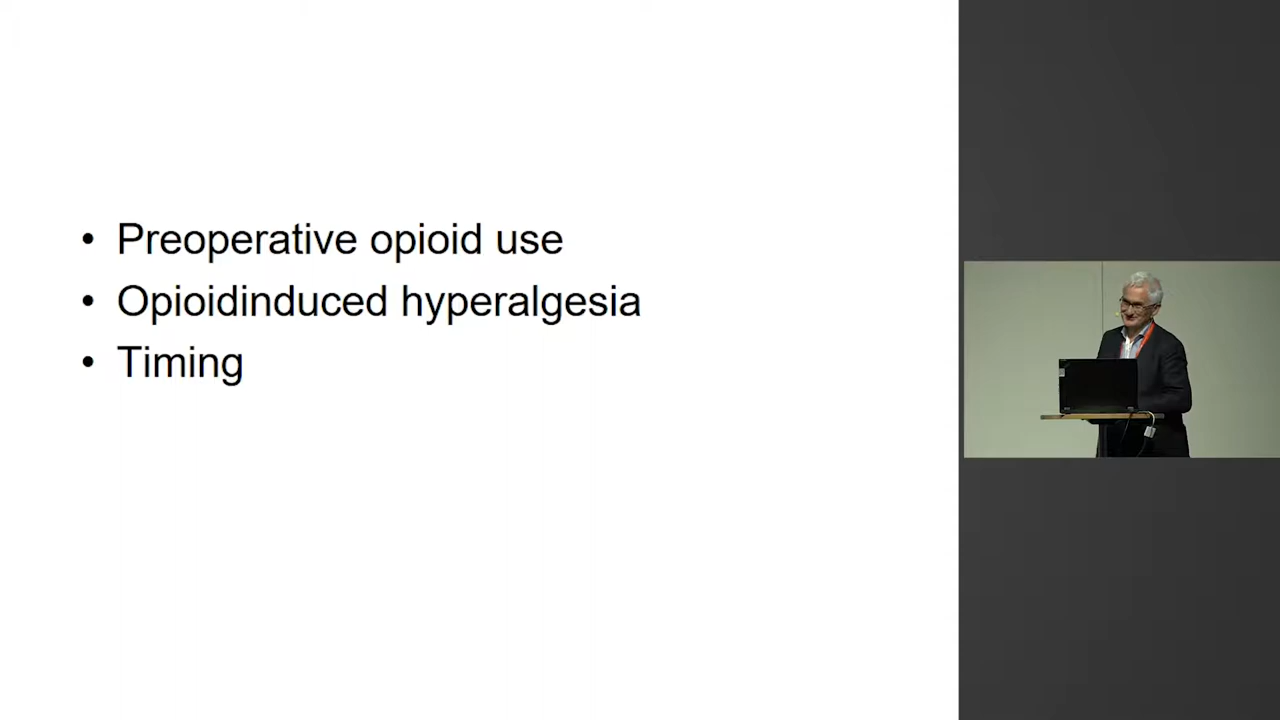 • Preoperative opioid use
• Opioidinduced hyperalgesia
• Timing